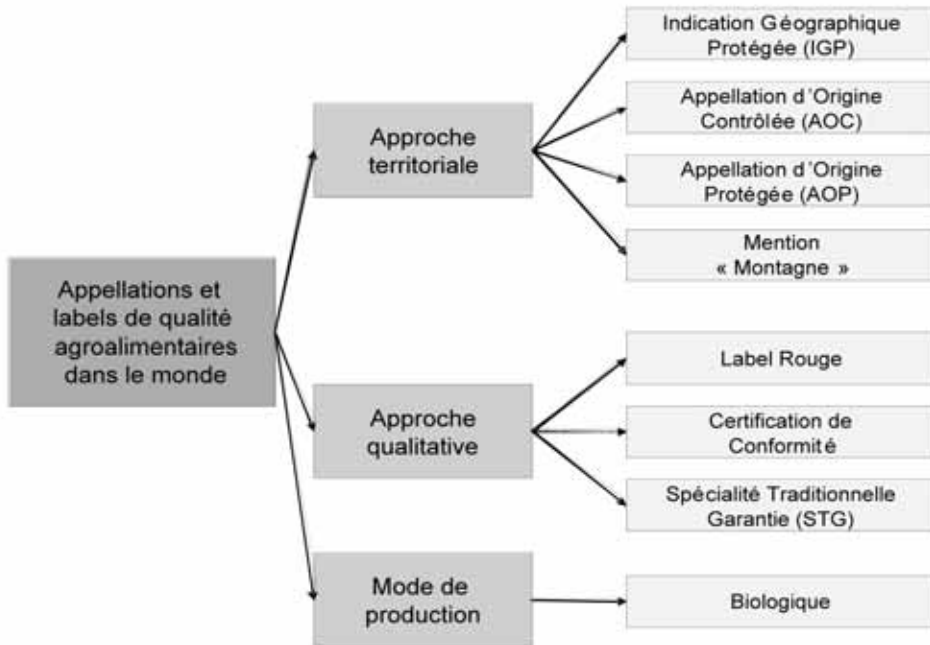 Appellations et
labels de qualité
agroalimentaires
dans le monde
Approche
territoriale
Indication Géographique
Protégée (IGP)
Appellation d'Origine
Contrôlée (AOC)
Appellation d'Origine
Protégée (AOP)
Mention
« Montagne »
Approche
qualitative
Label Rouge
Certification de
Conformité
Spécialité Traditionnelle
Garantie (STG)
Mode de
production
Biologique